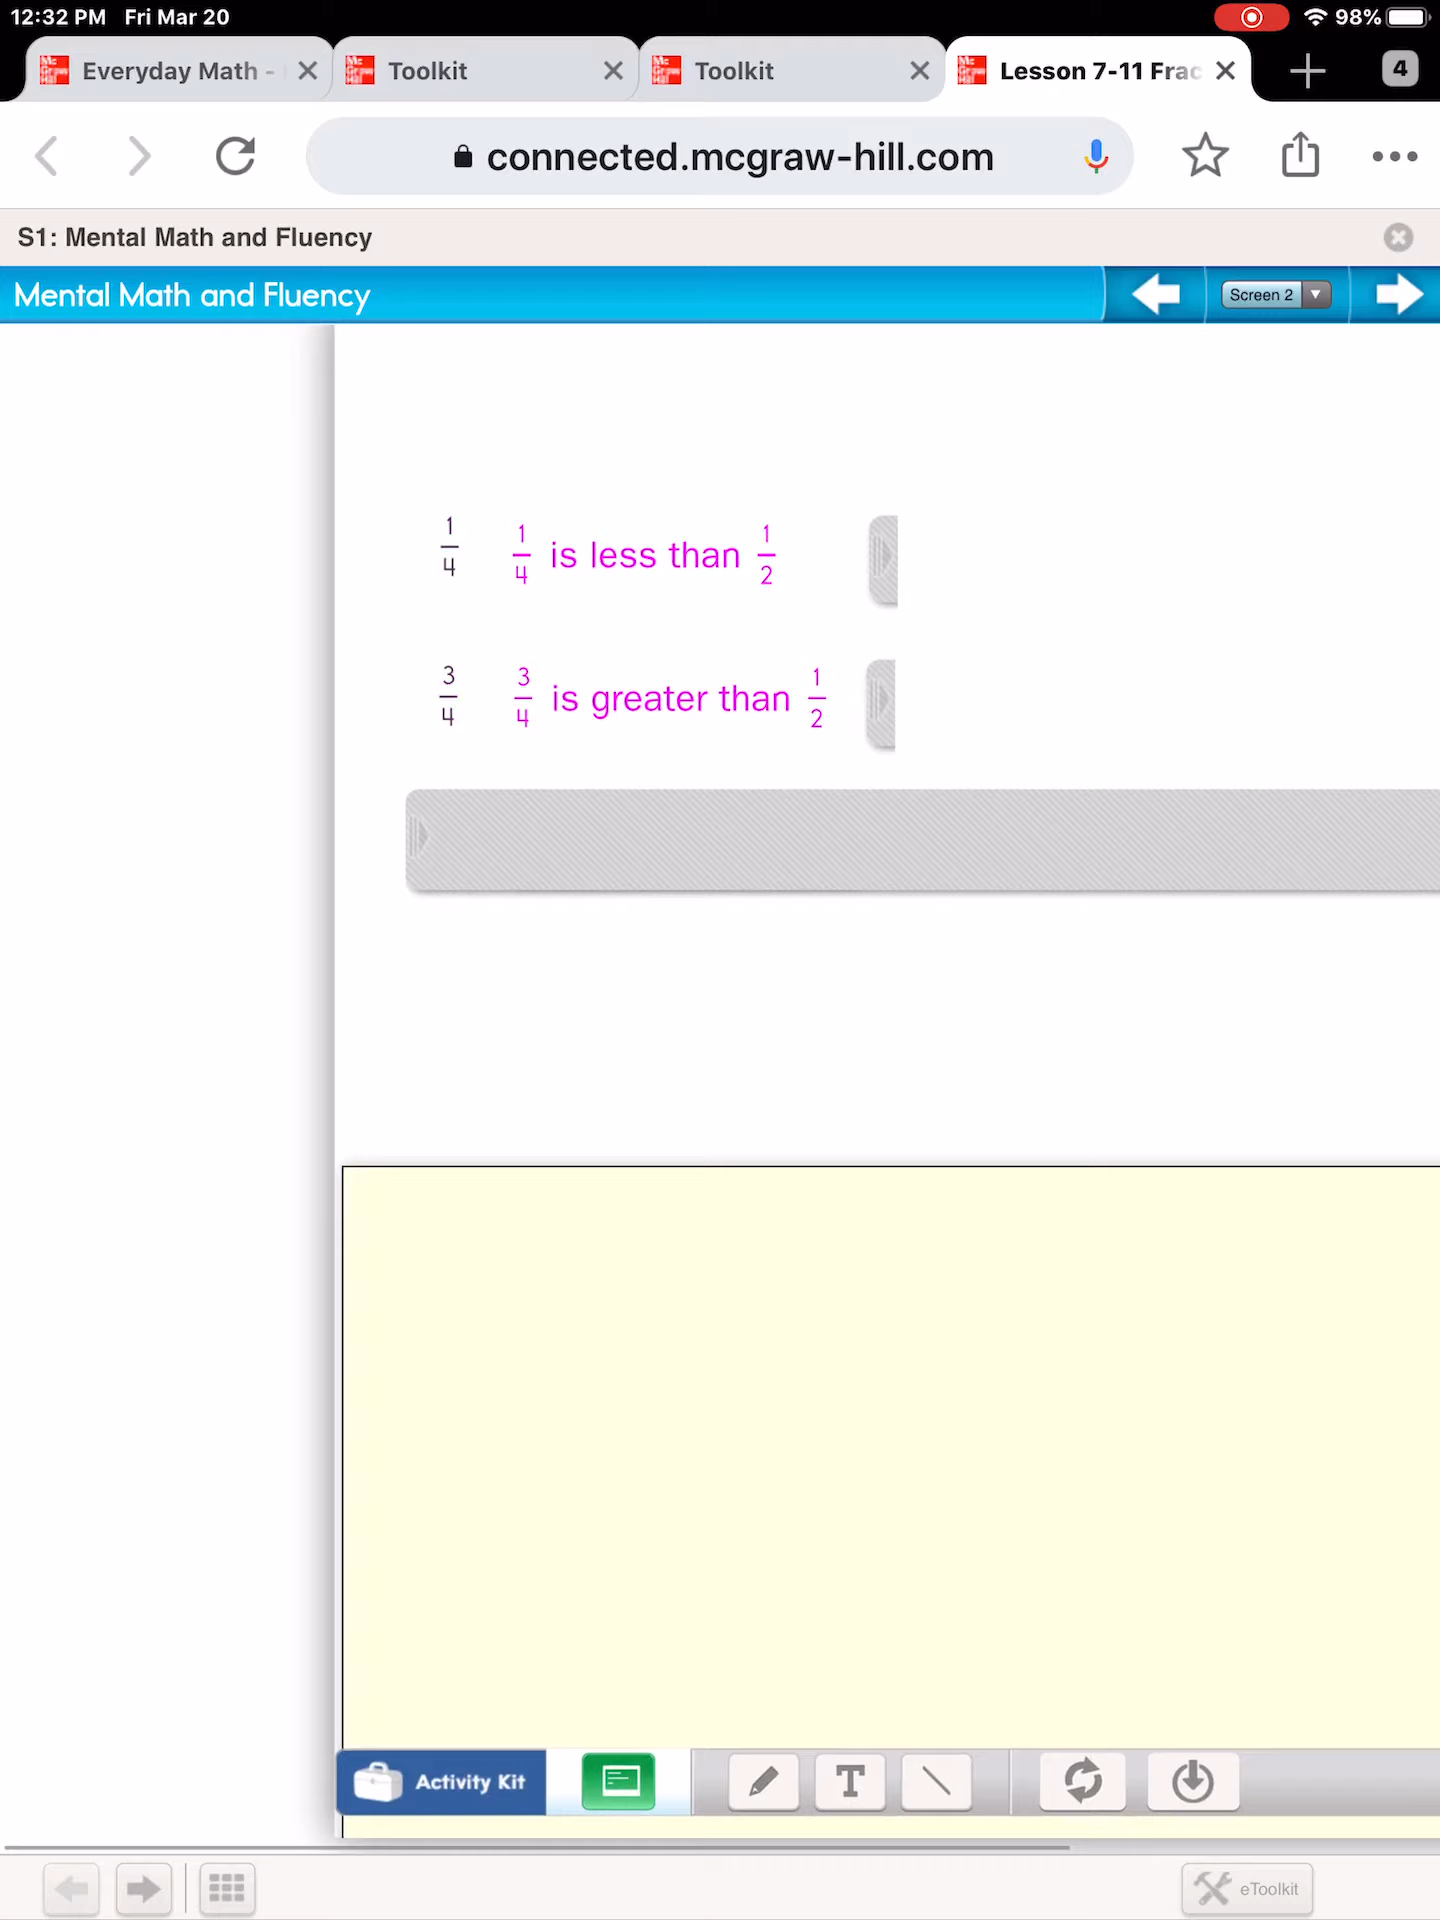 12:32 PM Fri Mar 20 98%
Everyday Math - Toolkit Toolkit Lesson 7-11 Frac 4
connected.mcgraw-hill.com
S1: Mental Math and Fluency
Mental Math and Fluency Screen 2
1/4 1/4 is less than 1/2
3/4 3/4 is greater than 1/2
Activity Kit T
eToolkit